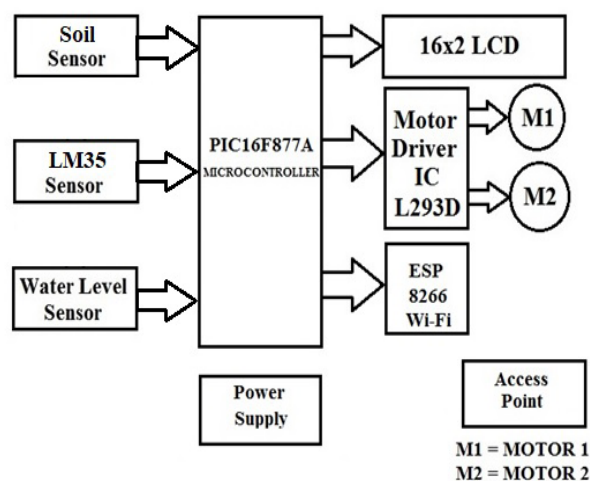 Soil
Sensor
16x2 LCD
PIC16F877A
MICROCONTROLLER
LM35
Sensor
Motor
Driver
IC
L293D
M1
M2
Water Level
Sensor
ESP
8266
Wi-Fi
Power
Supply
Access
Point
M1 = MOTOR 1
M2 = MOTOR 2